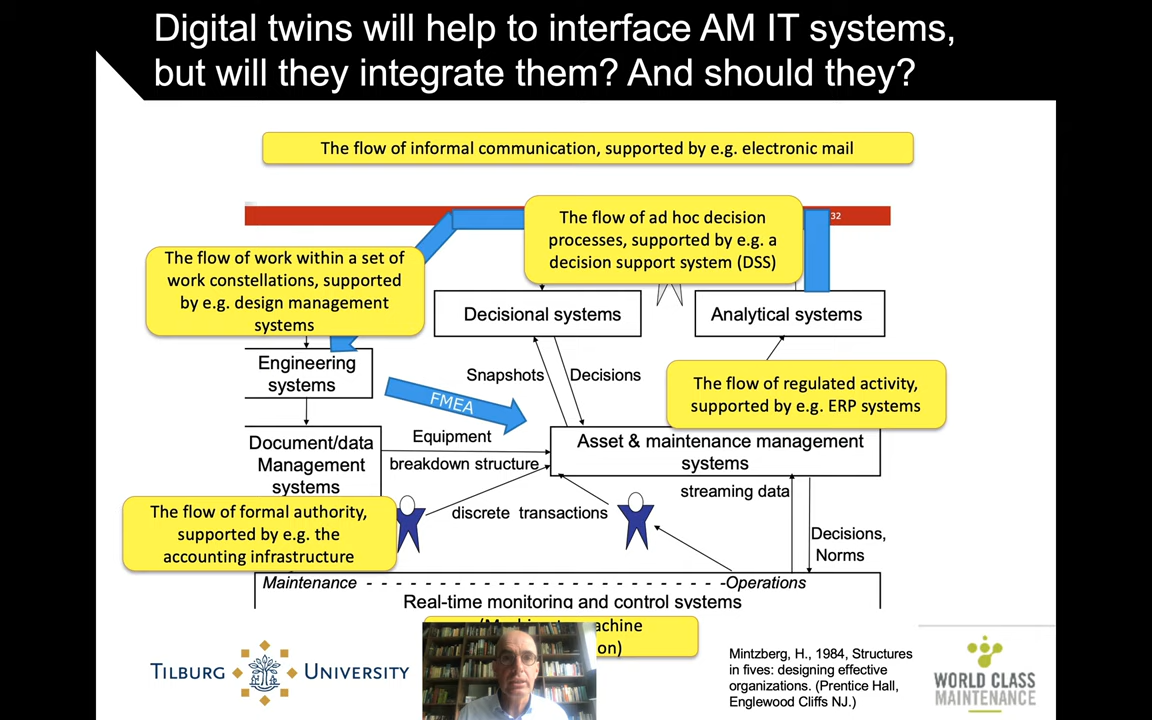 Digital twins will help to interface AM IT systems,
but will they integrate them? And should they?
The flow of informal communication, supported by e.g. electronic mail
32
The flow of ad hoc decision
processes, supported by e.g. a
decision support system (DSS)
The flow of work within a set of
work constellations, supported
by e.g. design management
systems
Decisional systems
Analytical systems
Engineering
systems
Snapshots
Decisions
The flow of regulated activity,
supported by e.g. ERP systems
FMEA
Equipment
breakdown structure
Asset & maintenance management
systems
Document/data
Management
systems
streaming data
discrete transactions
The flow of formal authority,
supported by e.g. the
accounting infrastructure
Decisions,
Norms
Maintenance
Operations
Real-time monitoring and control systems
TILBURG UNIVERSITY
Mintzberg, H., 1984, Structures
in fives: designing effective
organizations. (Prentice Hall,
Englewood Cliffs NJ.)
WORLD CLASS
MAINTENANCE